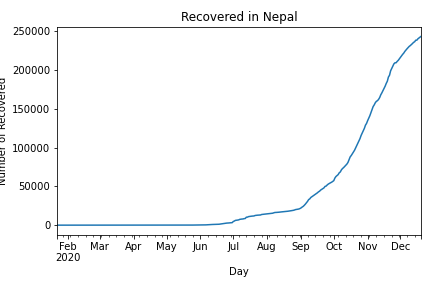 Recovered in Nepal
250000
200000
150000
100000
50000
0
Number of Recovered
Feb Mar Apr May Jun Jul Aug Sep Oct Nov Dec
2020
Day